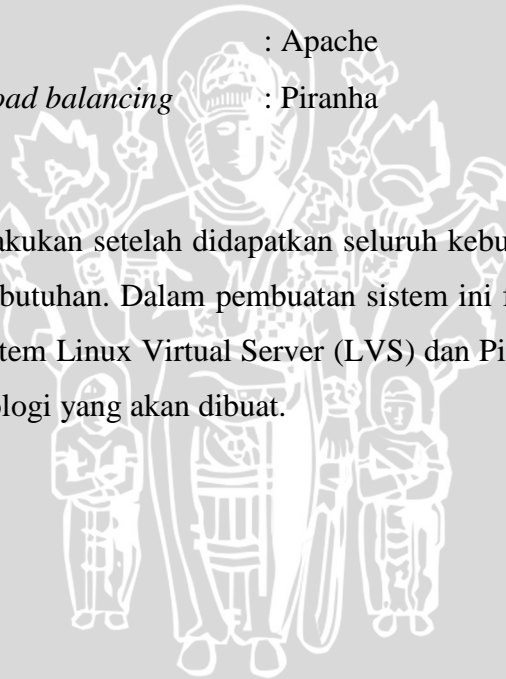 : Apache
oad balancing : Piranha
akukan setelah didapatkan seluruh kebu
butuhan. Dalam pembuatan sistem ini f
tem Linux Virtual Server (LVS) dan Pi
ologi yang akan dibuat.